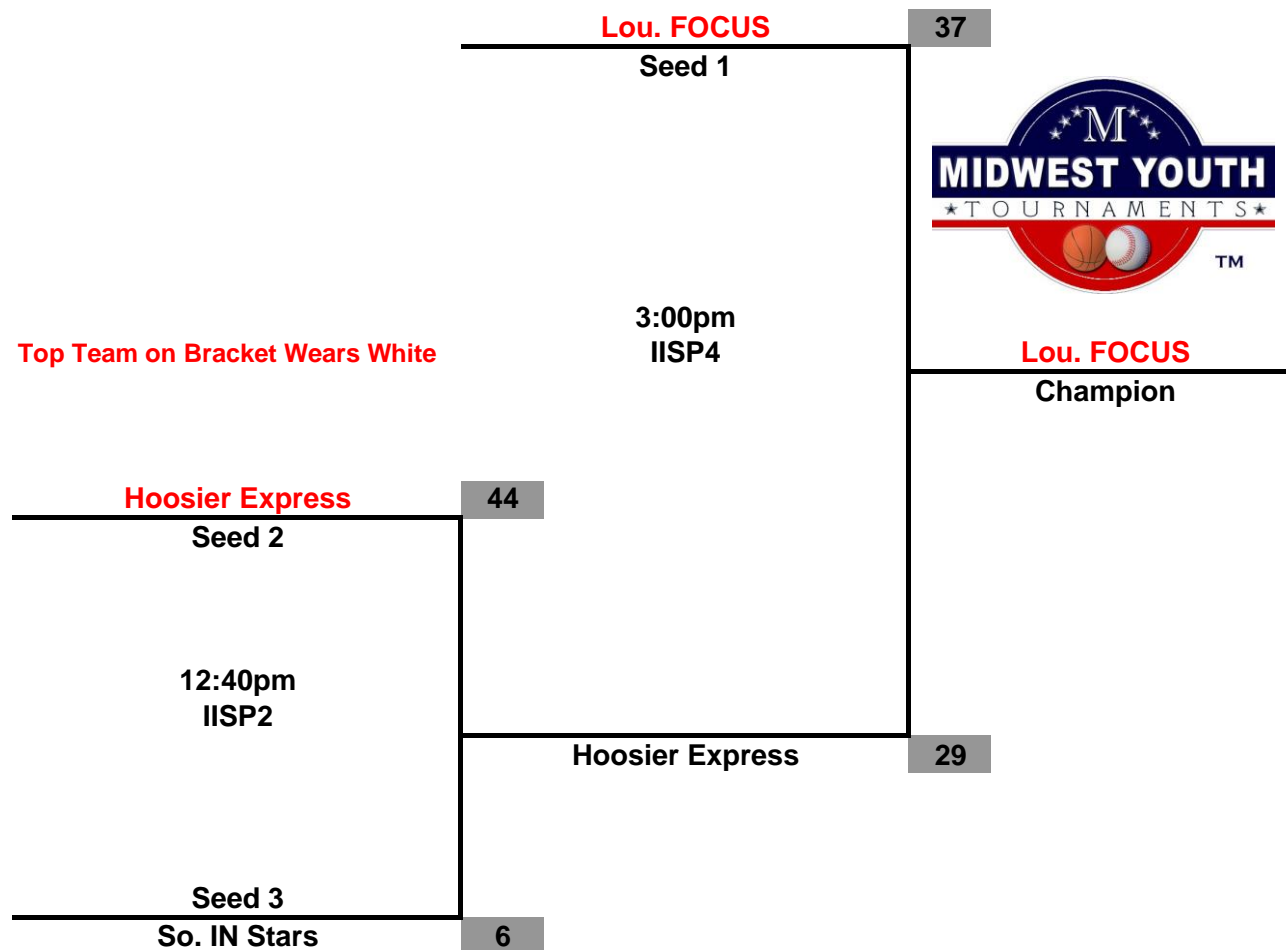 Lou. FOCUS
37
Seed 1
M
MIDWEST YOUTH
TOURNAMENTS
TM
3:00pm
IISP4
Top Team on Bracket Wears White
Lou. FOCUS
Champion
Hoosier Express
44
Seed 2
12:40pm
IISP2
Hoosier Express
29
Seed 3
So. IN Stars
6